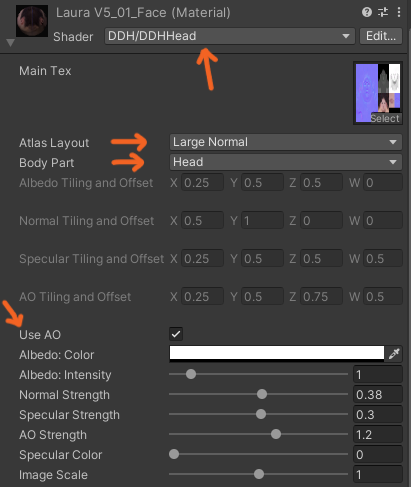 Laura V5_01_Face (Material)
Shader DDH/DDHHead Edit...
Main Tex
Select
Atlas Layout Large Normal
Body Part Head
Albedo Tiling and Offset X 0.25 Y 0.5 Z 0.5 W 0
Normal Tiling and Offset X 0.5 Y 1 Z 0 W 0
Specular Tiling and Offset X 0.25 Y 0.5 Z 0.5 W 0.5
AO Tiling and Offset X 0.25 Y 0.5 Z 0.75 W 0.5
Use AO
Albedo: Color
Albedo: Intensity 1
Normal Strength 0.38
Specular Strength 0.3
AO Strength 1.2
Specular Color 0
Image Scale 1